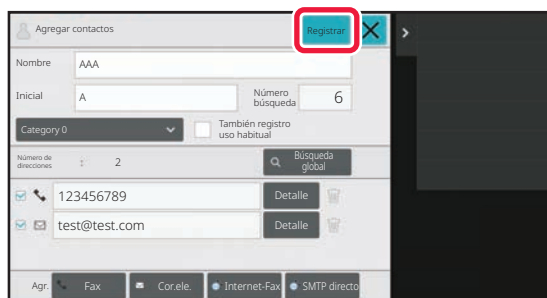 Agregar contactos
Registrar
Nombre
AAA
Inicial
A
Número
búsqueda
6
Category 0
También registro
uso habitual
Número de
direcciones
:
2
Búsqueda
global
123456789
Detalle
test@test.com
Detalle
Agr.
Fax
Cor.ele.
Internet-Fax
SMTP directo